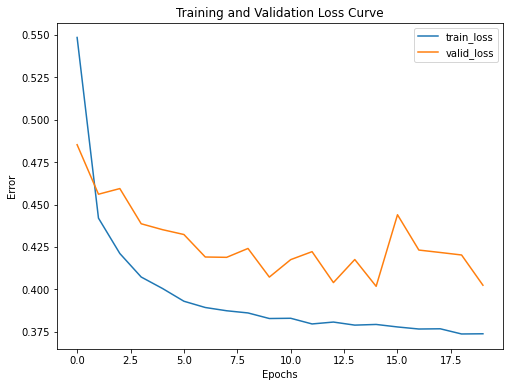 Training and Validation Loss Curve
train_loss
valid_loss
0.550
0.525
0.500
0.475
0.450
0.425
0.400
0.375
Error
0.0 2.5 5.0 7.5 10.0 12.5 15.0 17.5
Epochs